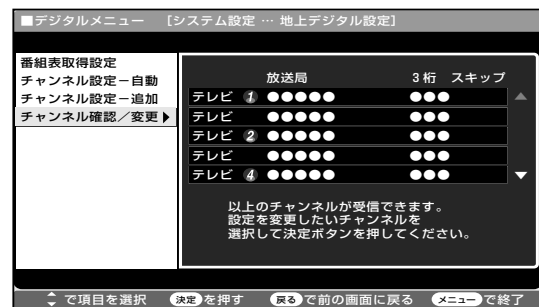 ■デジタルメニュー [システム設定 … 地上デジタル設定]
番組表取得設定
チャンネル設定－自動
チャンネル設定－追加
チャンネル確認／変更▶
放送局 3桁 スキップ
テレビ 1 ●●●●● ●●●
テレビ ●●●●● ●●●
テレビ 2 ●●●●● ●●●
テレビ ●●●●● ●●●
テレビ 4 ●●●●● ●●●
以上のチャンネルが受信できます。
設定を変更したいチャンネルを
選択して決定ボタンを押してください。
で項目を選択 決定を押す 戻るで前の画面に戻る メニューで終了